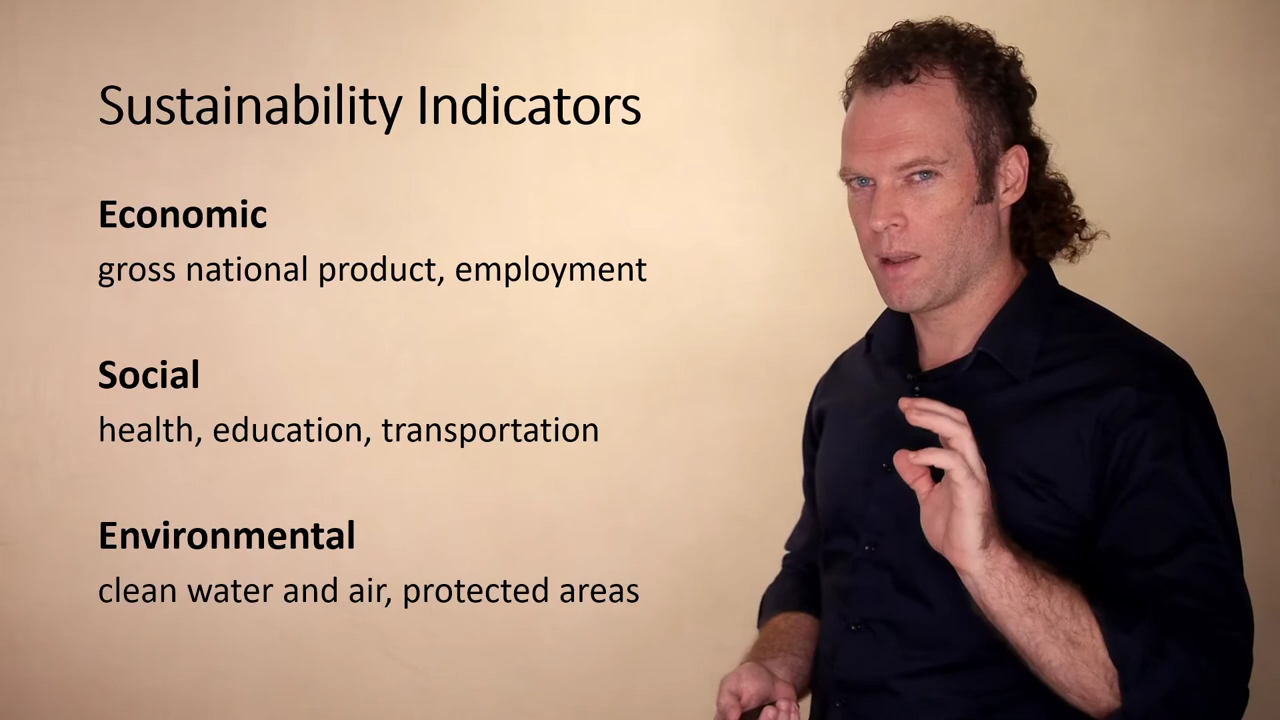 Sustainability Indicators
Economic
gross national product, employment
Social
health, education, transportation
Environmental
clean water and air, protected areas